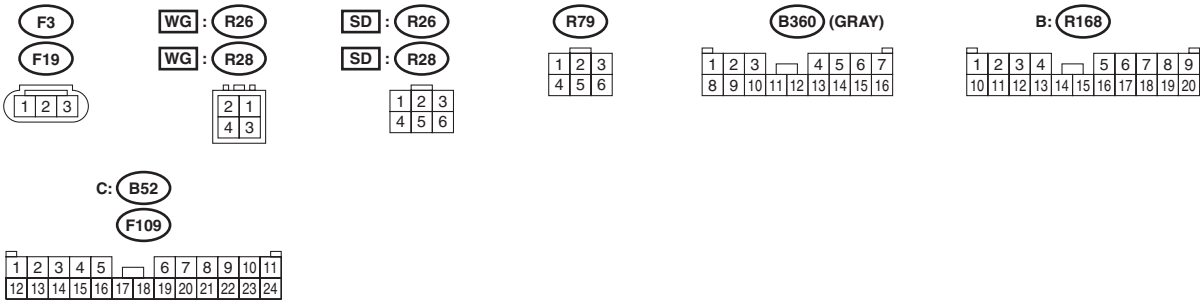 F3
F19
1 2 3
WG : R26
WG : R28
2 1
4 3
SD : R26
SD : R28
1 2 3
4 5 6
R79
1 2 3
4 5 6
B360 (GRAY)
1 2 3 4 5 6 7
8 9 10 11 12 13 14 15 16
B: R168
1 2 3 4 5 6 7 8 9
10 11 12 13 14 15 16 17 18 19 20
C: B52
F109
1 2 3 4 5 6 7 8 9 10 11
12 13 14 15 16 17 18 19 20 21 22 23 24